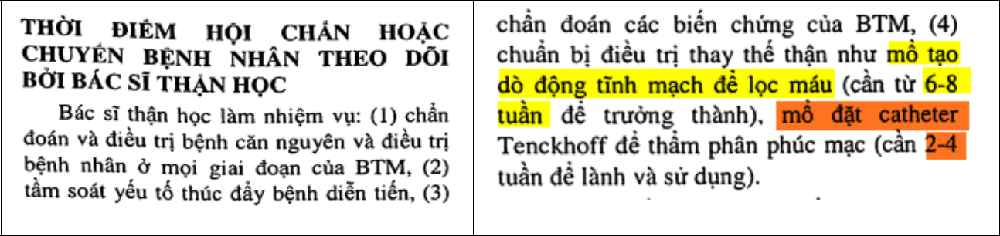 THỜI ĐIỂM HỘI CHẨN HOẶC
CHUYỂN BỆNH NHÂN THEO DÕI
BỞI BÁC SĨ THẬN HỌC
Bác sĩ thận học làm nhiệm vụ: (1) chẩn
đoán và điều trị bệnh căn nguyên và điều trị
bệnh nhân ở mọi giai đoạn của BTM, (2)
tầm soát yếu tố thúc đẩy bệnh diễn tiến, (3)
chẩn đoán các biến chứng của BTM, (4)
chuẩn bị điều trị thay thế thận như mổ tạo
dò động tĩnh mạch để lọc máu (cần từ 6-8
tuần để trưởng thành), mổ đặt catheter
Tenckhoff để thẩm phân phúc mạc (cần 2-4
tuần để lành và sử dụng).